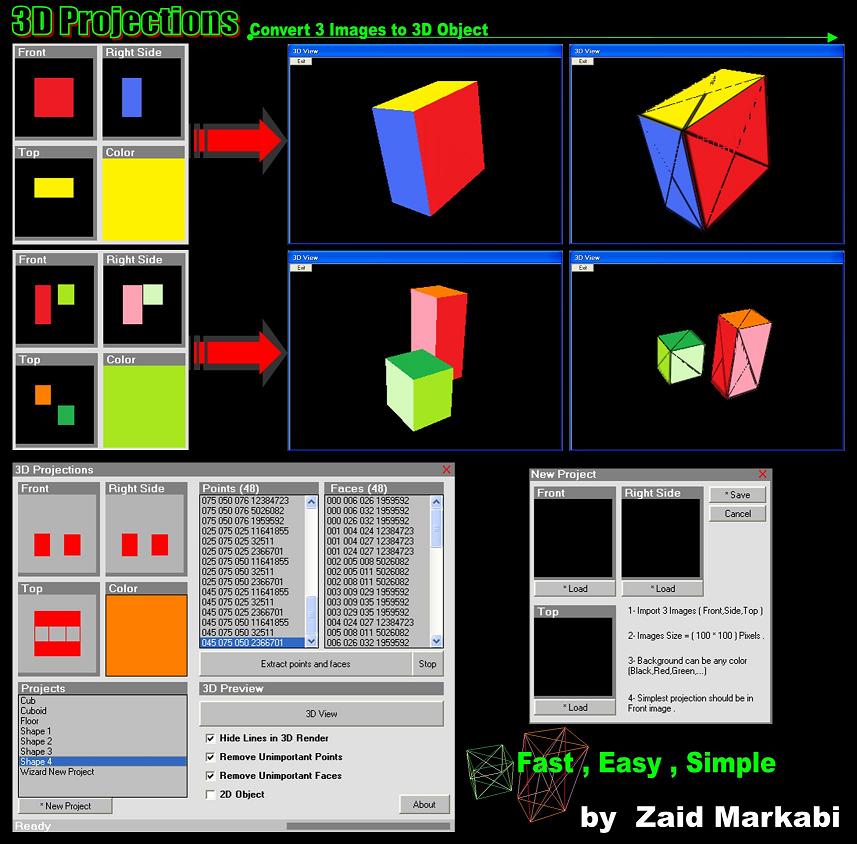 3D Projections
Convert 3 Images to 3D Object
Front
Right Side
Top
Color
3D View
Exit
3D View
Exit
Front
Right Side
Top
Color
3D View
Exit
3D View
Exit
3D Projections
Front
Right Side
Top
Color
Projects
Cub
Cuboid
Floor
Shape 1
Shape 2
Shape 3
Shape 4
Wizard New Project
* New Project
Ready
Points (48)
075 050 076 12384723
075 050 076 5026082
075 050 076 1959592
025 075 025 11641855
025 075 025 32511
025 075 025 2366701
025 075 050 11641855
025 075 050 32511
025 075 050 2366701
045 075 025 11641855
045 075 025 32511
045 075 025 2366701
045 075 050 11641855
045 075 050 32511
045 075 050 2366701
Faces (48)
000 006 026 1959592
000 006 032 1959592
000 026 032 1959592
001 004 024 12384723
001 004 027 12384723
001 024 027 12384723
002 005 008 5026082
002 005 011 5026082
002 008 011 5026082
003 009 029 1959592
003 009 035 1959592
003 029 035 1959592
004 024 027 12384723
005 008 011 5026082
006 026 032 1959592
Extract points and faces
Stop
3D Preview
3D View
Hide Lines in 3D Render
Remove Unimportant Points
Remove Unimportant Faces
2D Object
About
New Project
Front
Right Side
* Save
Cancel
* Load
* Load
Top
* Load
1- Import 3 Images ( Front,Side,Top )
2- Images Size = ( 100 * 100 ) Pixels .
3- Background can be any color
(Black,Red,Green,...)
4- Simplest projection should be in
Front image .
Fast , Easy , Simple
by Zaid Markabi